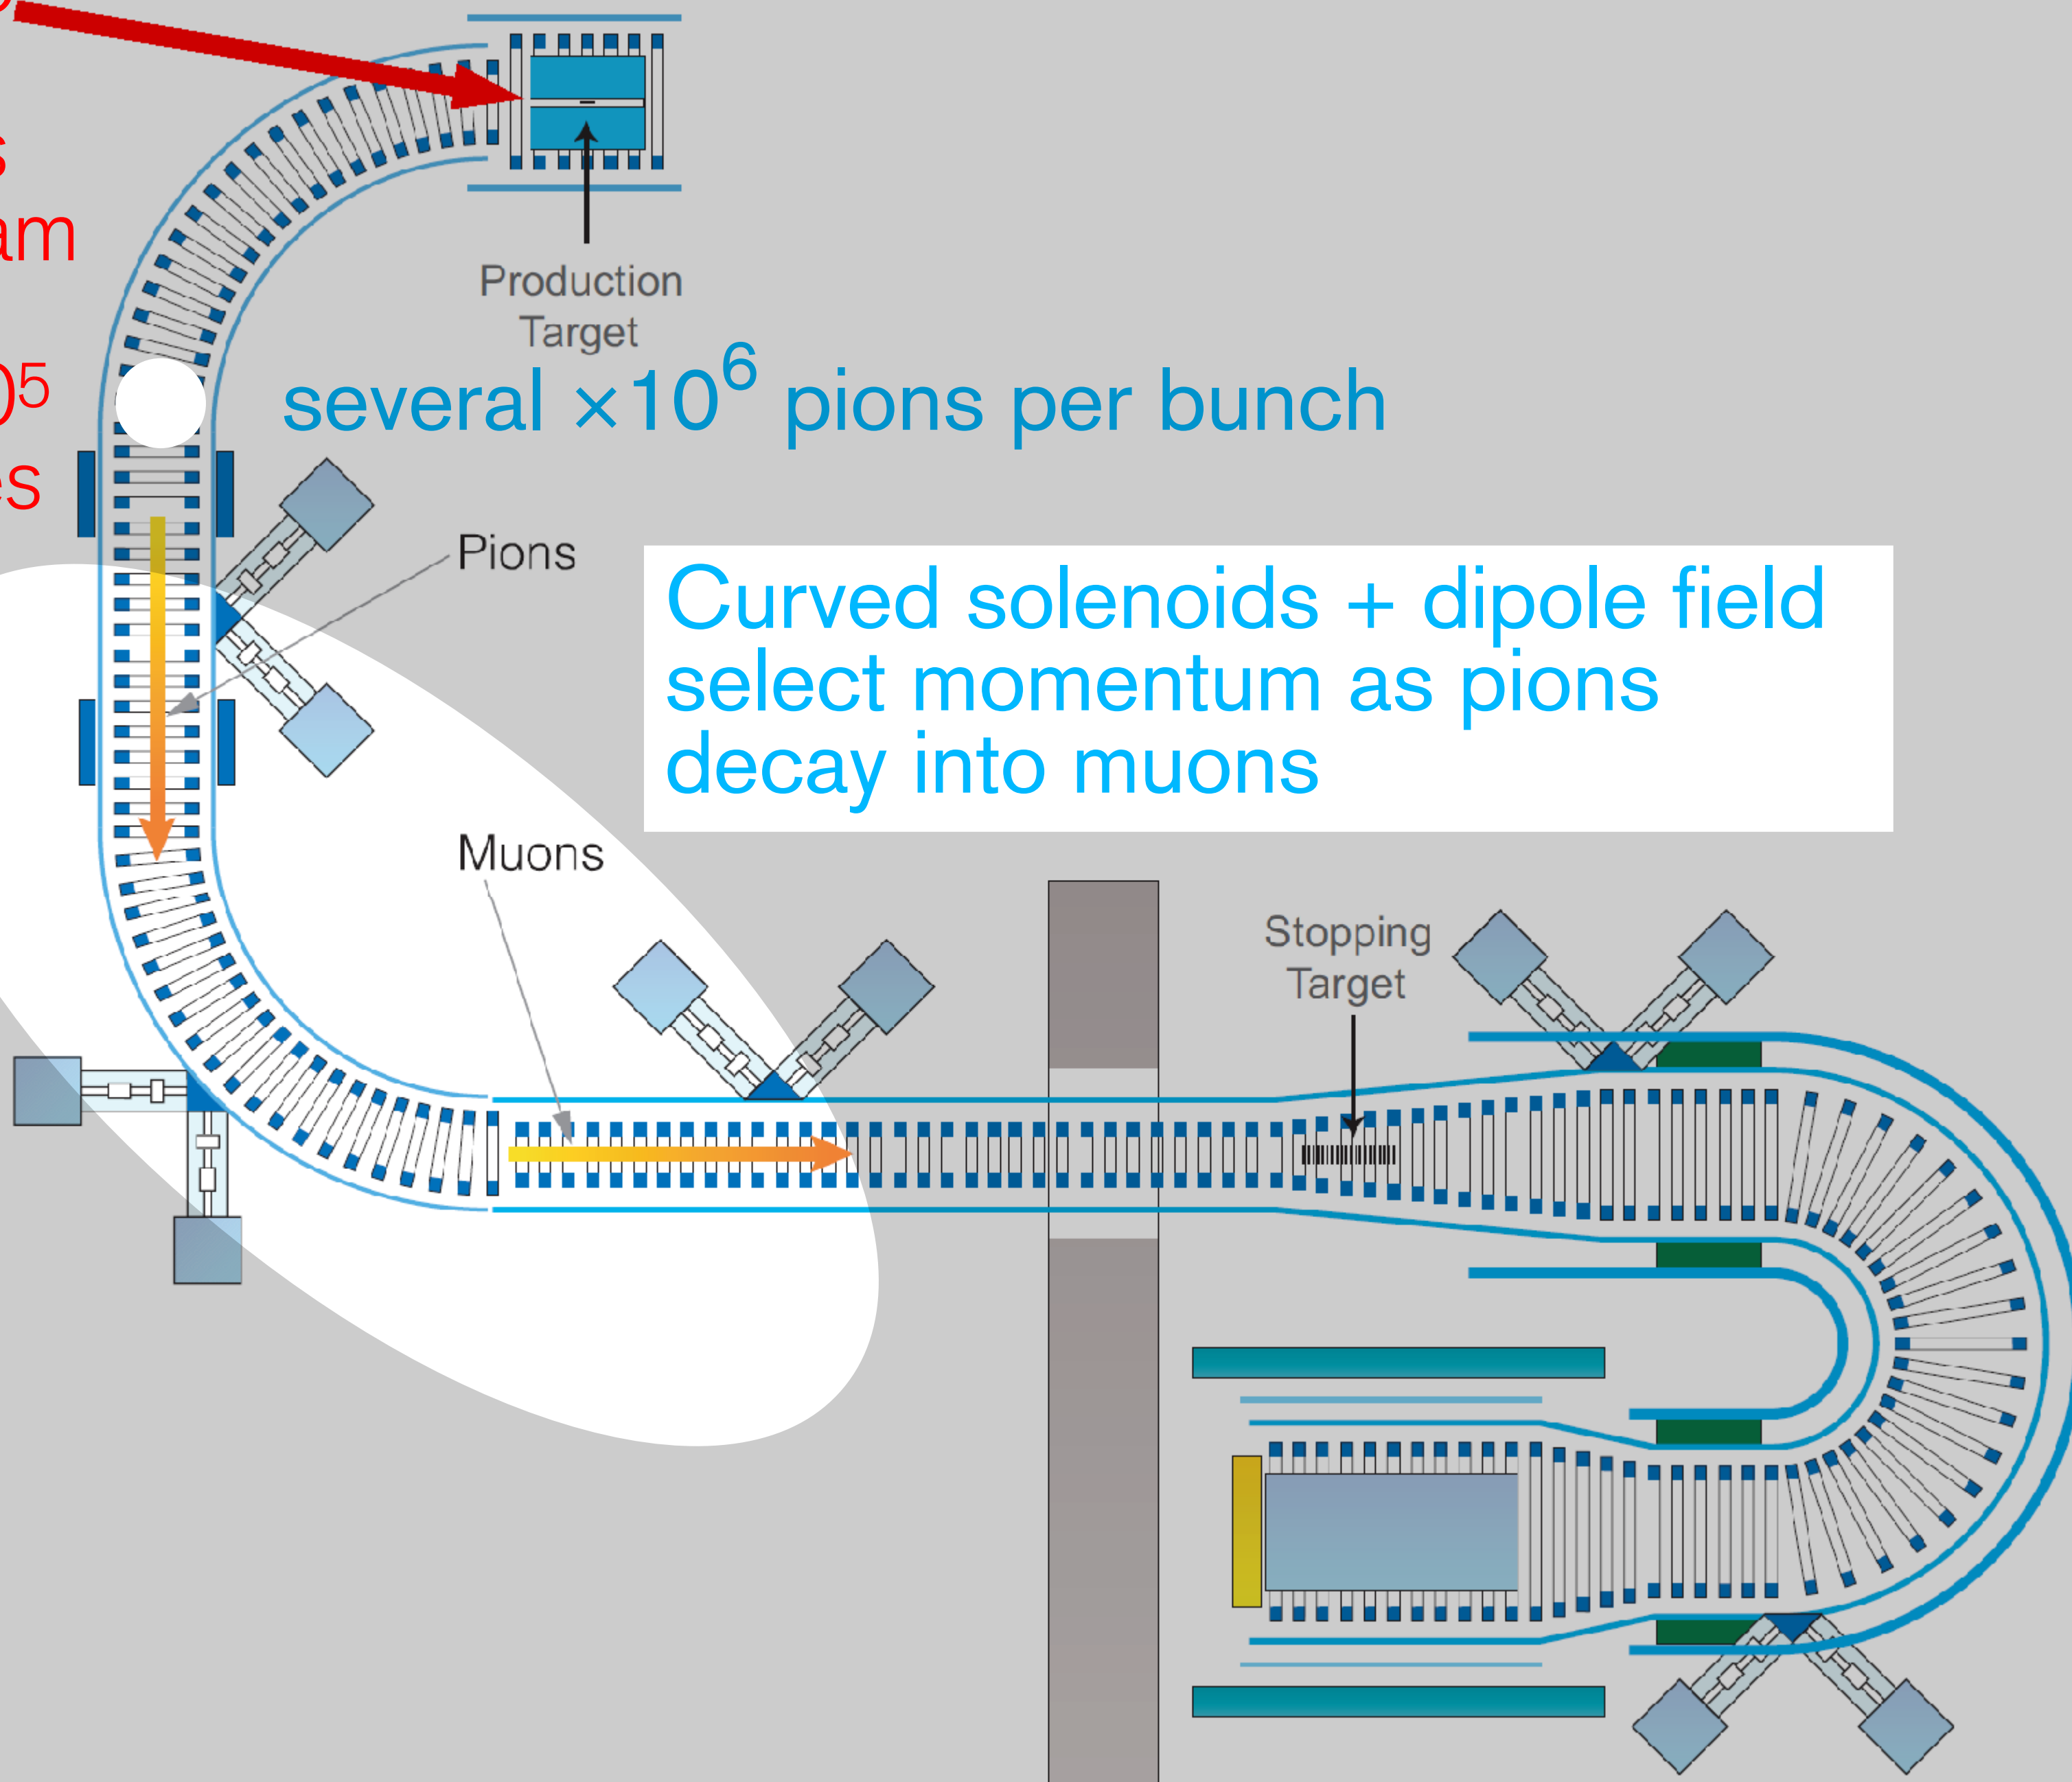 Production
Target
several ×10⁶ pions per bunch
Pions
Curved solenoids + dipole field
select momentum as pions
decay into muons
Muons
Stopping
Target